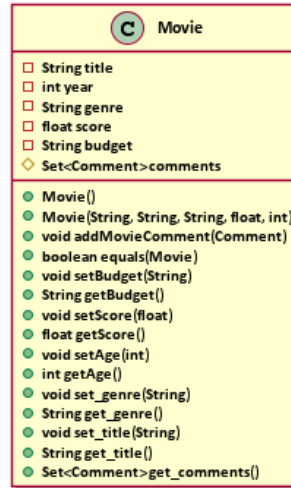 C Movie
String title
int year
String genre
float score
String budget
Set<Comment>comments
Movie()
Movie(String, String, String, float, int)
void addMovieComment(Comment)
boolean equals(Movie)
void setBudget(String)
String getBudget()
void setScore(float)
float getScore()
void setAge(int)
int getAge()
void set_genre(String)
String get_genre()
void set_title(String)
String get_title()
Set<Comment>get_comments()